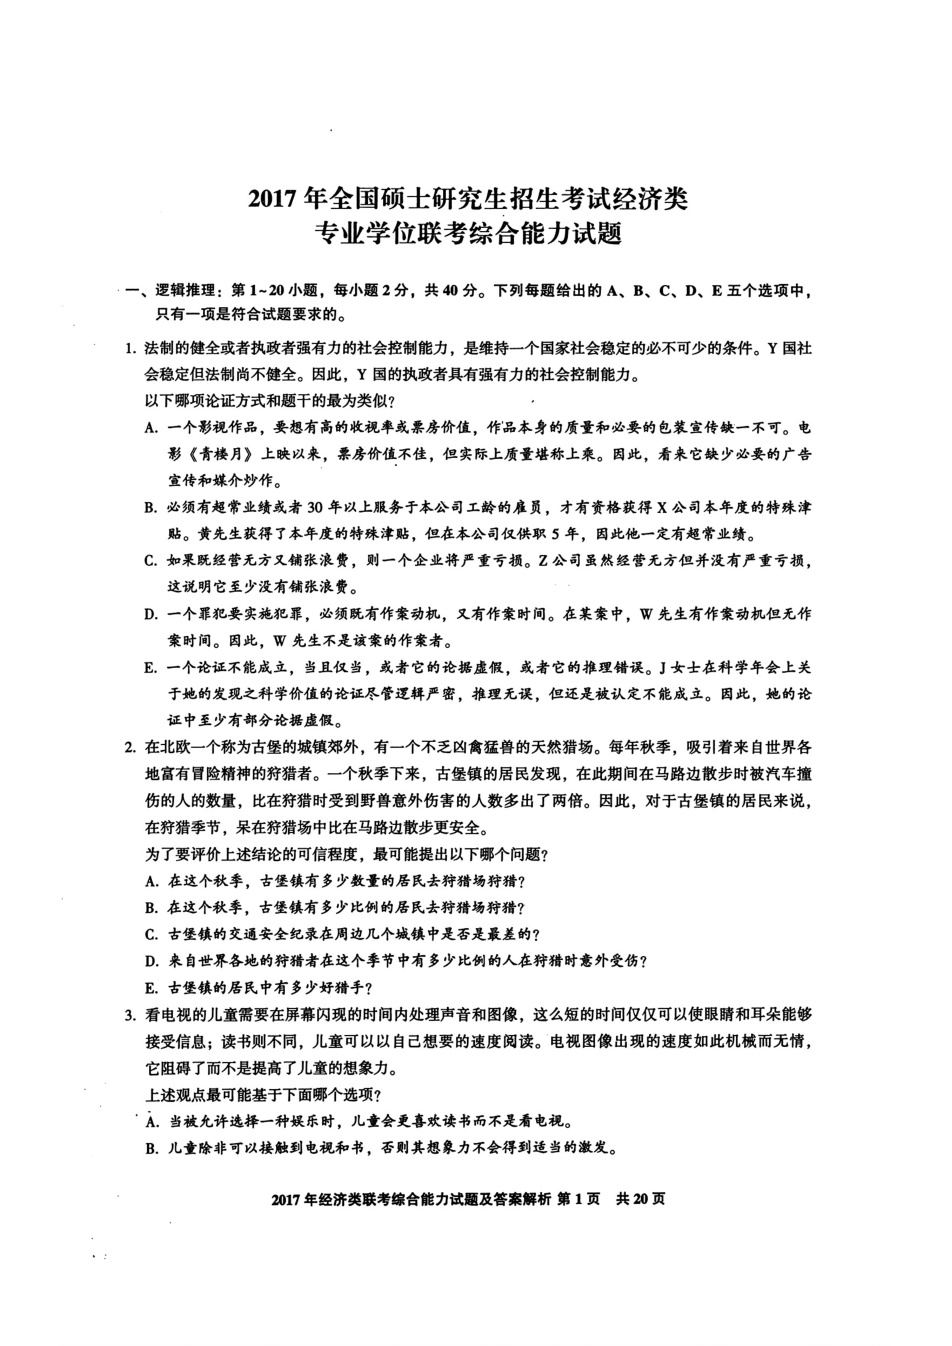 2017 年全国硕士研究生招生考试经济类
专业学位联考综合能力试题
一、逻辑推理：第 1~20 小题，每小题 2 分，共 40 分。下列每题给出的 A、B、C、D、E 五个选项中，
只有一项是符合试题要求的。
1. 法制的健全或者执政者强有力的社会控制能力，是维持一个国家社会稳定的必不可少的条件。Y 国社
会稳定但法制尚不健全。因此，Y 国的执政者具有强有力的社会控制能力。
以下哪项论证方式和题干的最为类似？
A. 一个影视作品，要想有高的收视率或票房价值，作品本身的质量和必要的包装宣传缺一不可。电
影《青楼月》上映以来，票房价值不佳，但实际上质量堪称上乘。因此，看来它缺少必要的广告
宣传和媒介炒作。
B. 必须有超常业绩或者 30 年以上服务于本公司工龄的雇员，才有资格获得 X 公司本年度的特殊津
贴。黄先生获得了本年度的特殊津贴，但在本公司仅供职 5 年，因此他一定有超常业绩。
C. 如果既经营无方又铺张浪费，则一个企业将严重亏损。Z 公司虽然经营无方但并没有严重亏损，
这说明它至少没有铺张浪费。
D. 一个罪犯要实施犯罪，必须既有作案动机，又有作案时间。在某案中，W 先生有作案动机但无作
案时间。因此，W 先生不是该案的作案者。
E. 一个论证不能成立，当且仅当，或者它的论据虚假，或者它的推理错误。J 女士在科学年会上关
于她的发现之科学价值的论证尽管逻辑严密，推理无误，但还是被认定不能成立。因此，她的论
证中至少有部分论据虚假。
2. 在北欧一个称为古堡的城镇郊外，有一个不乏凶禽猛兽的天然猎场。每年秋季，吸引着来自世界各
地富有冒险精神的狩猎者。一个秋季下来，古堡镇的居民发现，在此期间在马路边散步时被汽车撞
伤的人的数量，比在狩猎时受到野兽意外伤害的人数多出了两倍。因此，对于古堡镇的居民来说，
在狩猎季节，呆在狩猎场中比在马路边散步更安全。
为了要评价上述结论的可信程度，最可能提出以下哪个问题？
A. 在这个秋季，古堡镇有多少数量的居民去狩猎场狩猎？
B. 在这个秋季，古堡镇有多少比例的居民去狩猎场狩猎？
C. 古堡镇的交通安全纪录在周边几个城镇中是否是最差的？
D. 来自世界各地的狩猎者在这个季节中有多少比例的人在狩猎时意外受伤？
E. 古堡镇的居民中有多少好猎手？
3. 看电视的儿童需要在屏幕闪现的时间内处理声音和图像，这么短的时间仅仅可以使眼睛和耳朵能够
接受信息；读书则不同，儿童可以以自己想要的速度阅读。电视图像出现的速度如此机械而无情，
它阻碍了而不是提高了儿童的想象力。
上述观点最可能基于下面哪个选项？
A. 当被允许选择一种娱乐时，儿童会更喜欢读书而不是看电视。
B. 儿童除非可以接触到电视和书，否则其想象力不会得到适当的激发。
2017 年经济类联考综合能力试题及答案解析 第 1 页 共 20 页